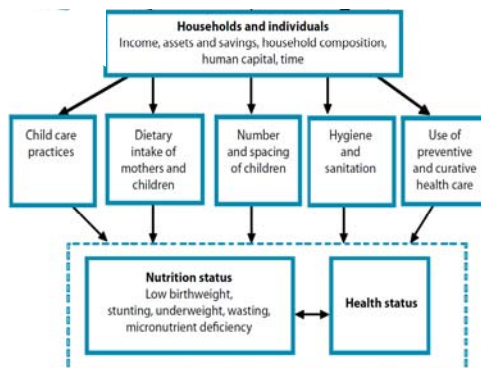 Households and individuals
Income, assets and savings, household composition,
human capital, time
Child care
practices
Dietary
intake of
mothers and
children
Number
and spacing
of children
Hygiene
and
sanitation
Use of
preventive
and curative
health care
Nutrition status
Low birthweight,
stunting, underweight, wasting,
micronutrient deficiency
Health status